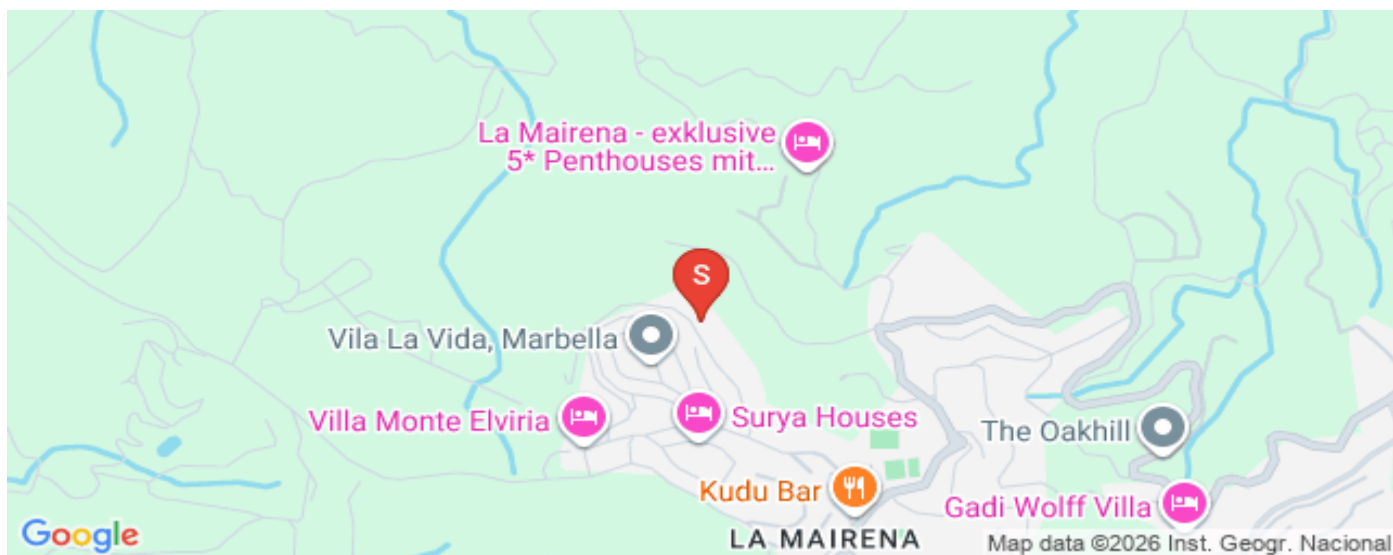 La Mairena - exklusive
5* Penthouses mit...
S
Vila La Vida, Marbella
Villa Monte Elviria
Surya Houses
The Oakhill
Kudu Bar
Gadi Wolff Villa
LA MAIRENA
Google
Map data ©2026 Inst. Geogr. Nacional